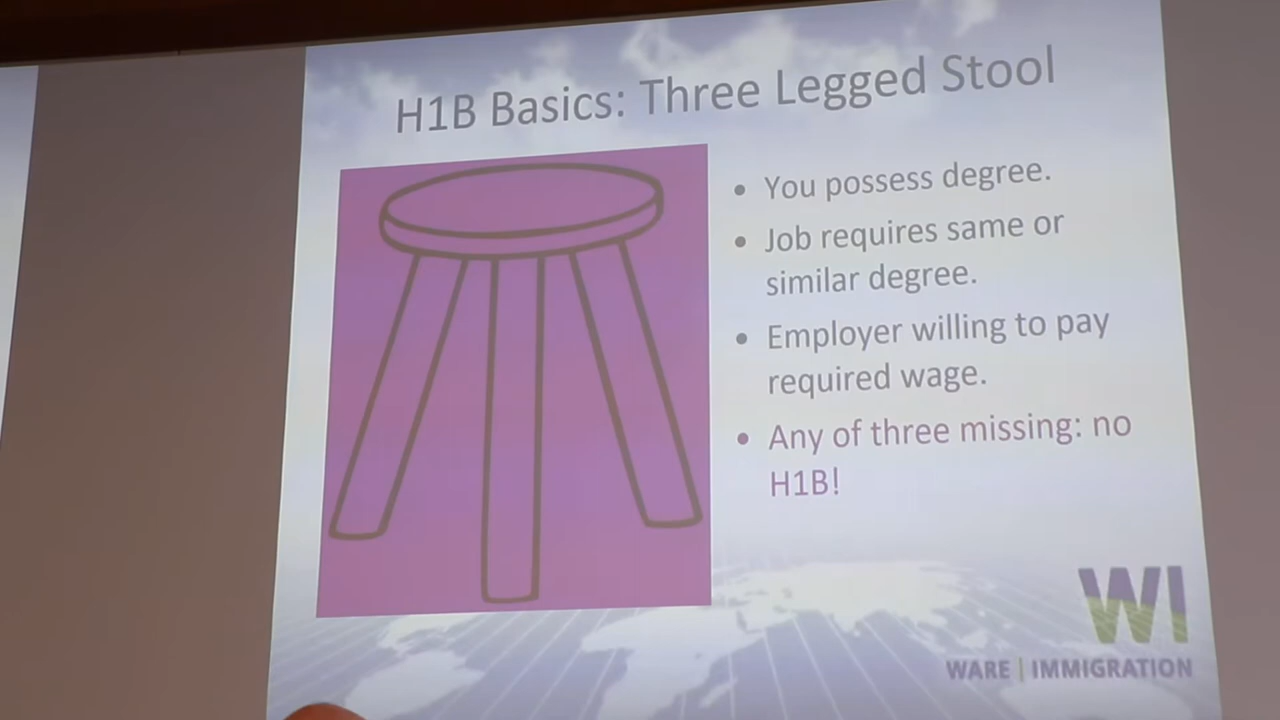 H1B Basics: Three Legged Stool
• You possess degree.
• Job requires same or
similar degree.
• Employer willing to pay
required wage.
• Any of three missing: no
H1B!
WI
WARE | IMMIGRATION